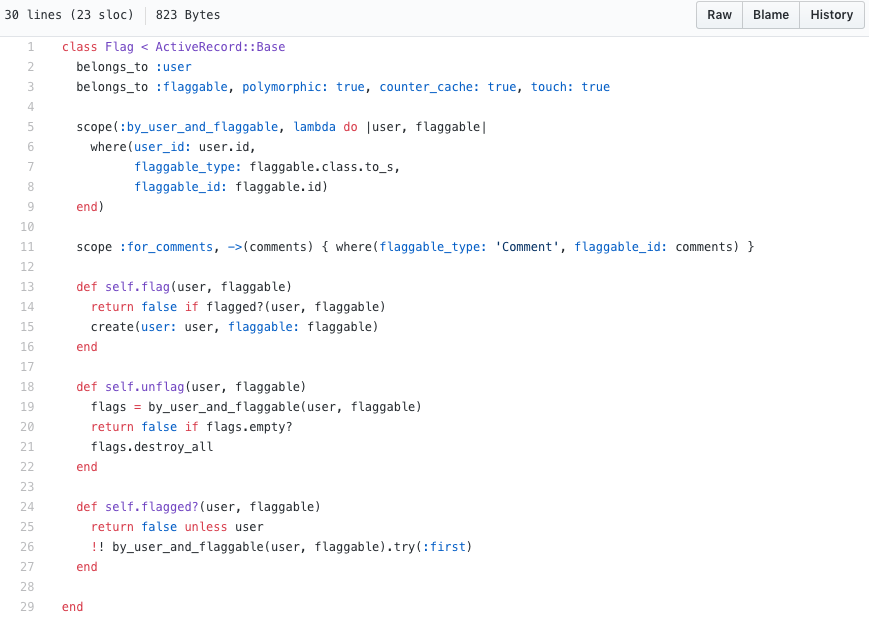 30 lines (23 sloc) 823 Bytes Raw Blame History
1 class Flag < ActiveRecord::Base
2   belongs_to :user
3   belongs_to :flaggable, polymorphic: true, counter_cache: true, touch: true
4
5   scope(:by_user_and_flaggable, lambda do |user, flaggable|
6     where(user_id: user.id,
7           flaggable_type: flaggable.class.to_s,
8           flaggable_id: flaggable.id)
9   end)
10
11   scope :for_comments, ->(comments) { where(flaggable_type: 'Comment', flaggable_id: comments) }
12
13   def self.flag(user, flaggable)
14     return false if flagged?(user, flaggable)
15     create(user: user, flaggable: flaggable)
16   end
17
18   def self.unflag(user, flaggable)
19     flags = by_user_and_flaggable(user, flaggable)
20     return false if flags.empty?
21     flags.destroy_all
22   end
23
24   def self.flagged?(user, flaggable)
25     return false unless user
26     !! by_user_and_flaggable(user, flaggable).try(:first)
27   end
28
29 end